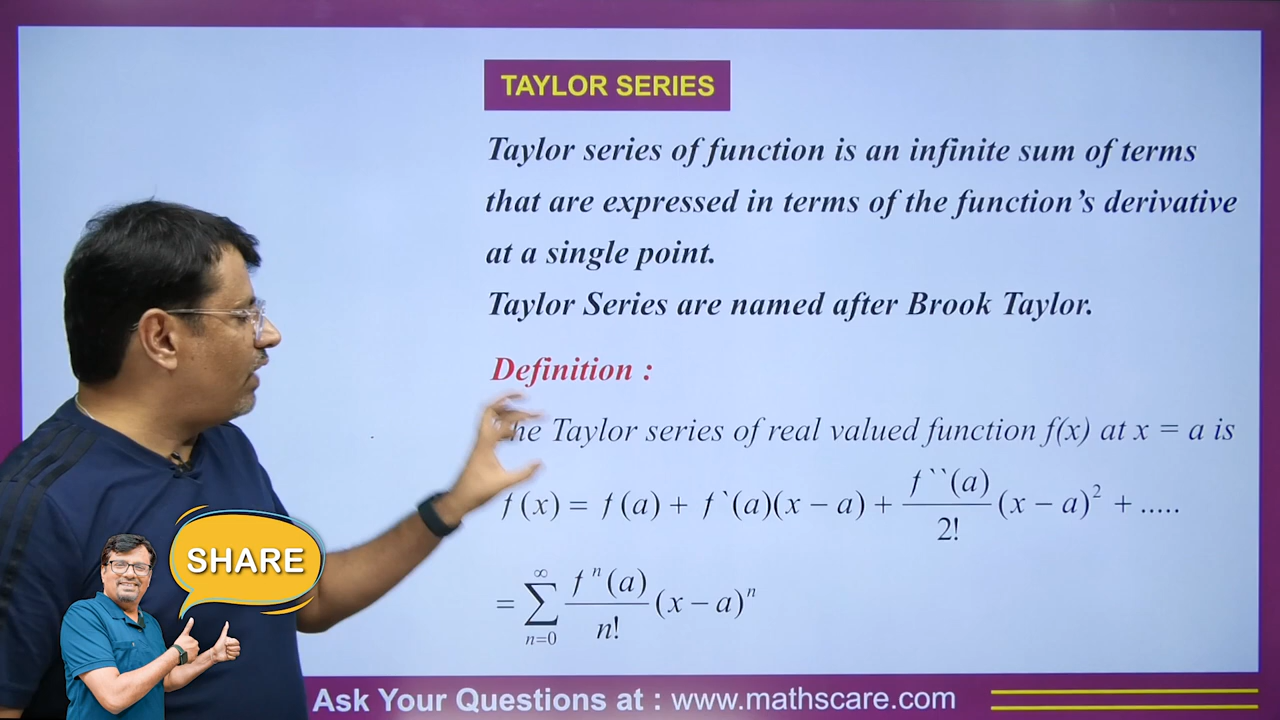 TAYLOR SERIES
Taylor series of function is an infinite sum of terms
that are expressed in terms of the function's derivative
at a single point.
Taylor Series are named after Brook Taylor.
Definition :
The Taylor series of real valued function f(x) at x = a is
f(x) = f(a) + f`(a)(x − a) + f``(a)/2! (x − a)² + .....
= ∑_{n=0}^{∞} fⁿ(a)/n! (x − a)ⁿ
SHARE
Ask Your Questions at : www.mathscare.com